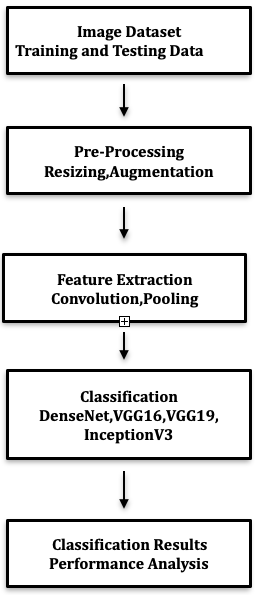 Image Dataset
Training and Testing Data
Pre-Processing
Resizing,Augmentation
Feature Extraction
Convolution,Pooling
Classification
DenseNet,VGG16,VGG19,
InceptionV3
Classification Results
Performance Analysis